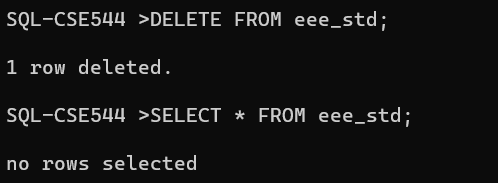 SQL-CSE544 >DELETE FROM eee_std;
1 row deleted.
SQL-CSE544 >SELECT * FROM eee_std;
no rows selected